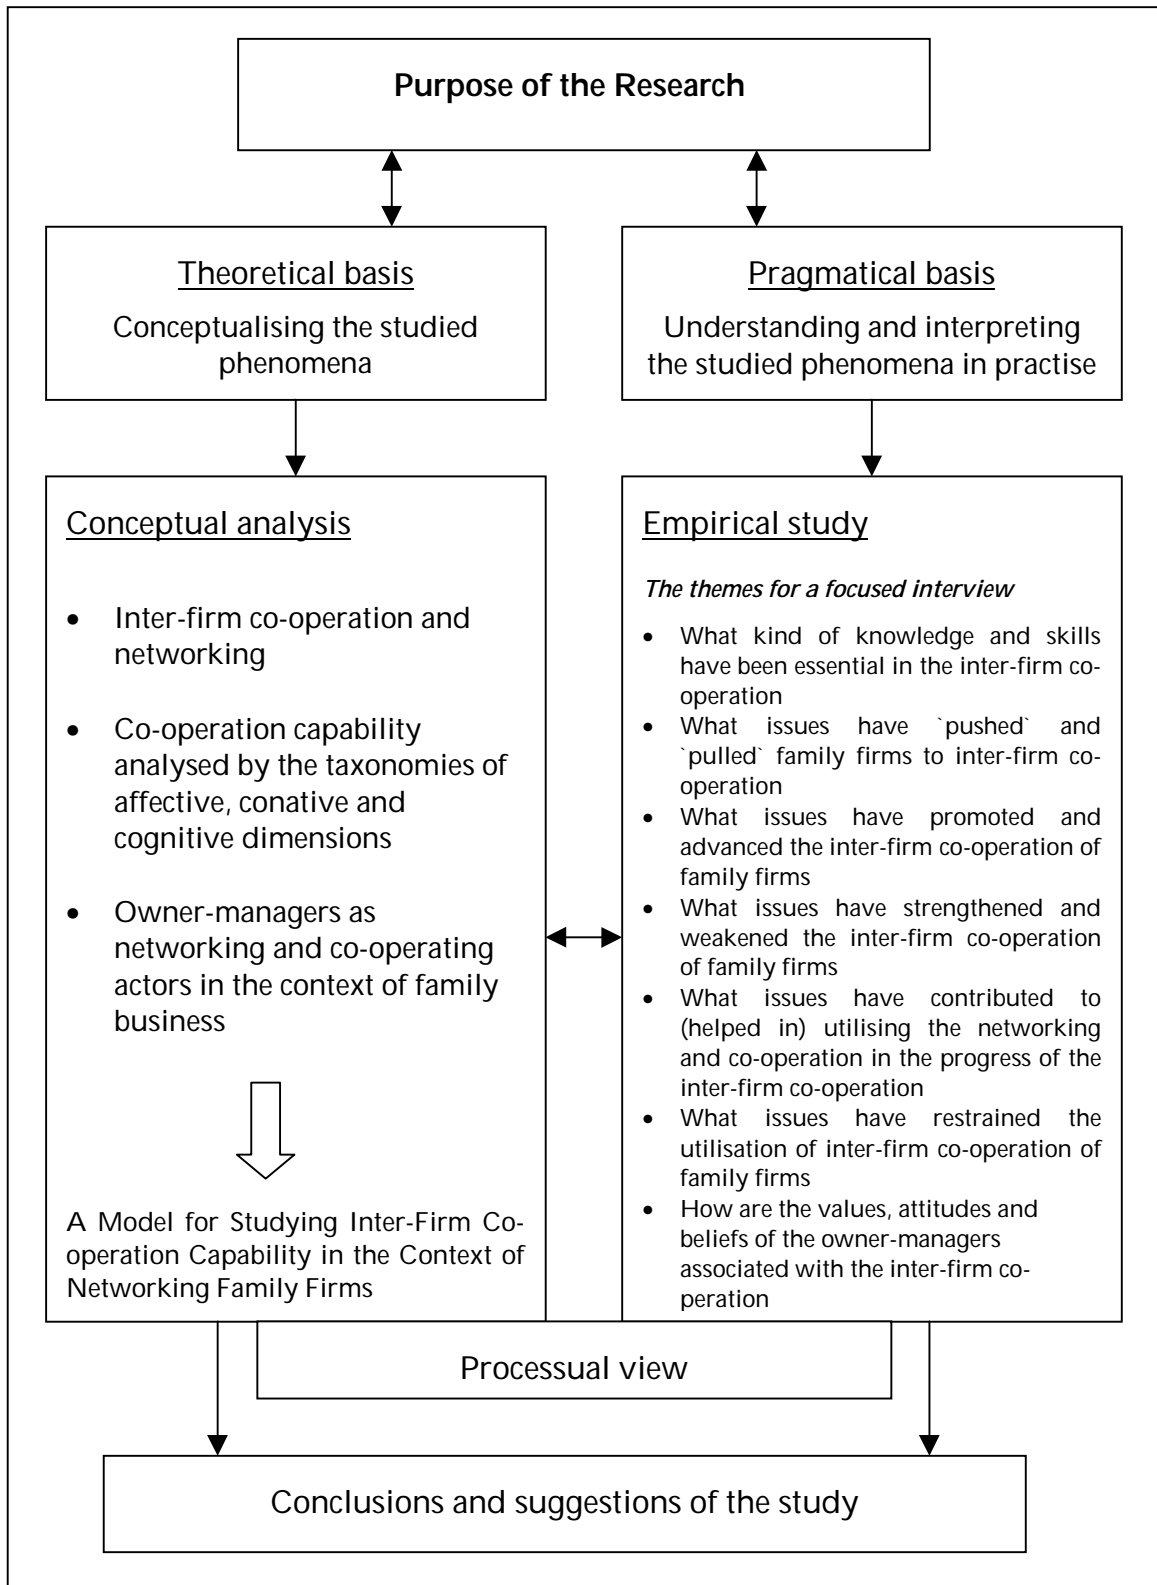 Purpose of the Research
Theoretical basis
Conceptualising the studied
phenomena
Pragmatical basis
Understanding and interpreting
the studied phenomena in practise
Conceptual analysis
• Inter-firm co-operation and
networking
• Co-operation capability
analysed by the taxonomies of
affective, conative and
cognitive dimensions
• Owner-managers as
networking and co-operating
actors in the context of family
business
A Model for Studying Inter-Firm Co-
operation Capability in the Context of
Networking Family Firms
Empirical study
The themes for a focused interview
• What kind of knowledge and skills
have been essential in the inter-firm co-
operation
• What issues have `pushed` and
`pulled` family firms to inter-firm co-
operation
• What issues have promoted and
advanced the inter-firm co-operation of
family firms
• What issues have strengthened and
weakened the inter-firm co-operation
of family firms
• What issues have contributed to
(helped in) utilising the networking
and co-operation in the progress of the
inter-firm co-operation
• What issues have restrained the
utilisation of inter-firm co-operation of
family firms
• How are the values, attitudes and
beliefs of the owner-managers
associated with the inter-firm co-
peration
Processual view
Conclusions and suggestions of the study